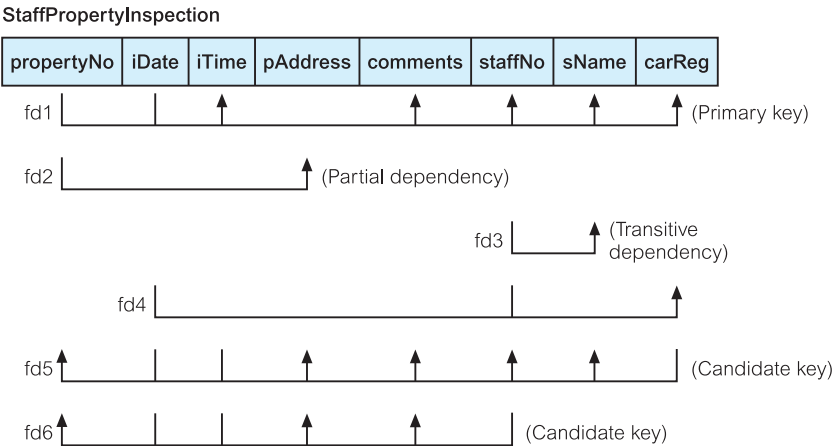 StaffPropertyInspection
propertyNo iDate iTime pAddress comments staffNo sName carReg
fd1 (Primary key)
fd2 (Partial dependency)
fd3 (Transitive
dependency)
fd4
fd5 (Candidate key)
fd6 (Candidate key)